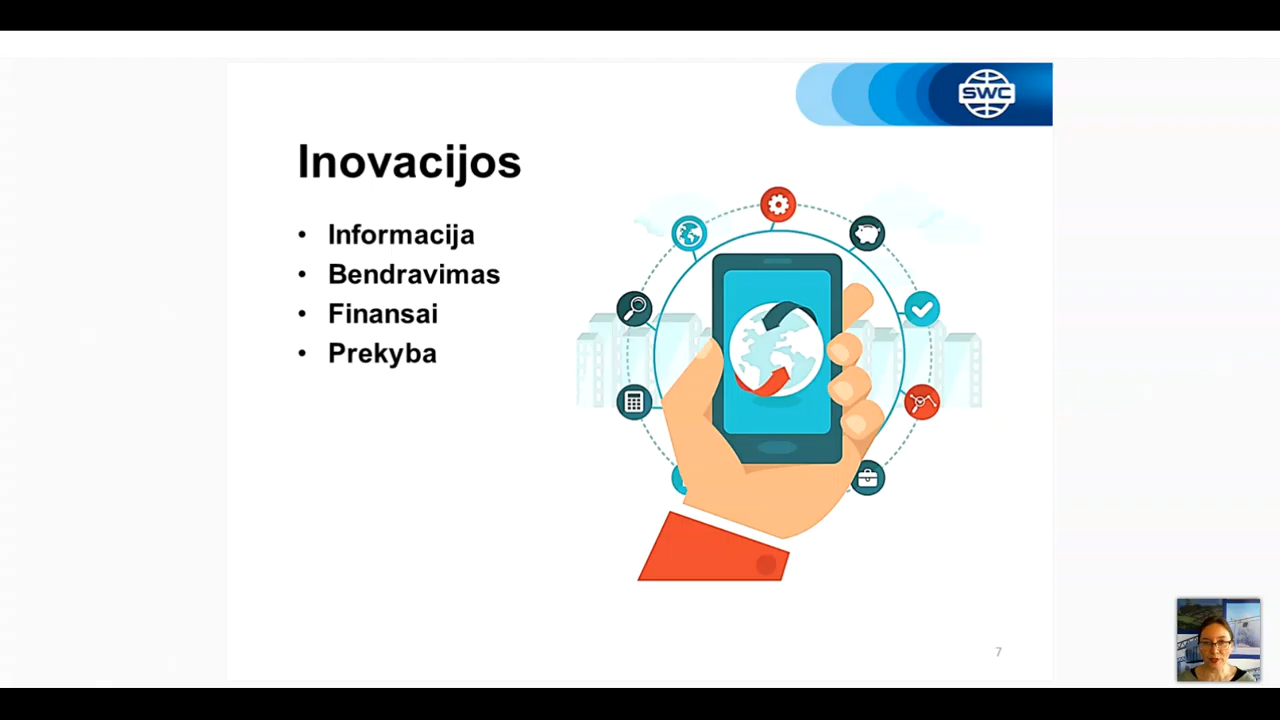 SWC
Inovacijos
• Informacija
• Bendravimas
• Finansai
• Prekyba
7